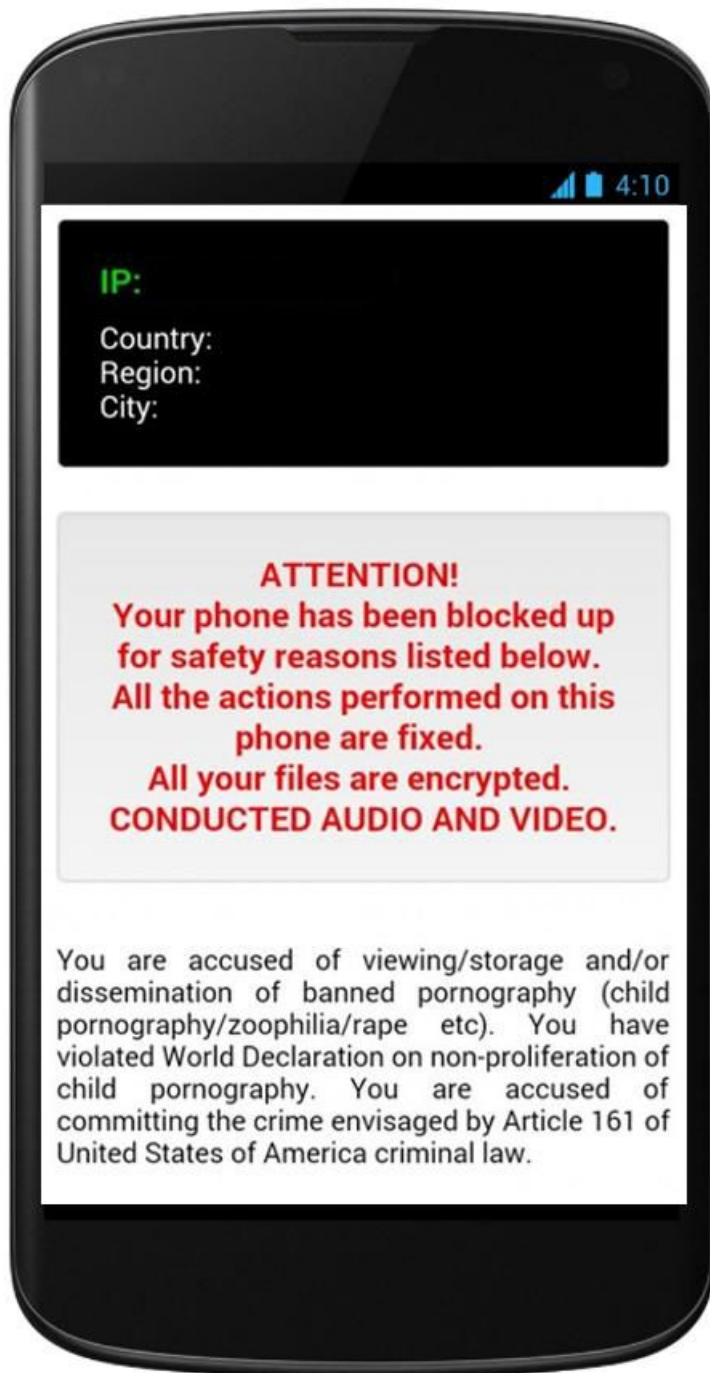 4:10
IP:
Country:
Region:
City:
ATTENTION!
Your phone has been blocked up
for safety reasons listed below.
All the actions performed on this
phone are fixed.
All your files are encrypted.
CONDUCTED AUDIO AND VIDEO.
You are accused of viewing/storage and/or
dissemination of banned pornography (child
pornography/zoophilia/rape etc). You have
violated World Declaration on non-proliferation of
child pornography. You are accused of
committing the crime envisaged by Article 161 of
United States of America criminal law.